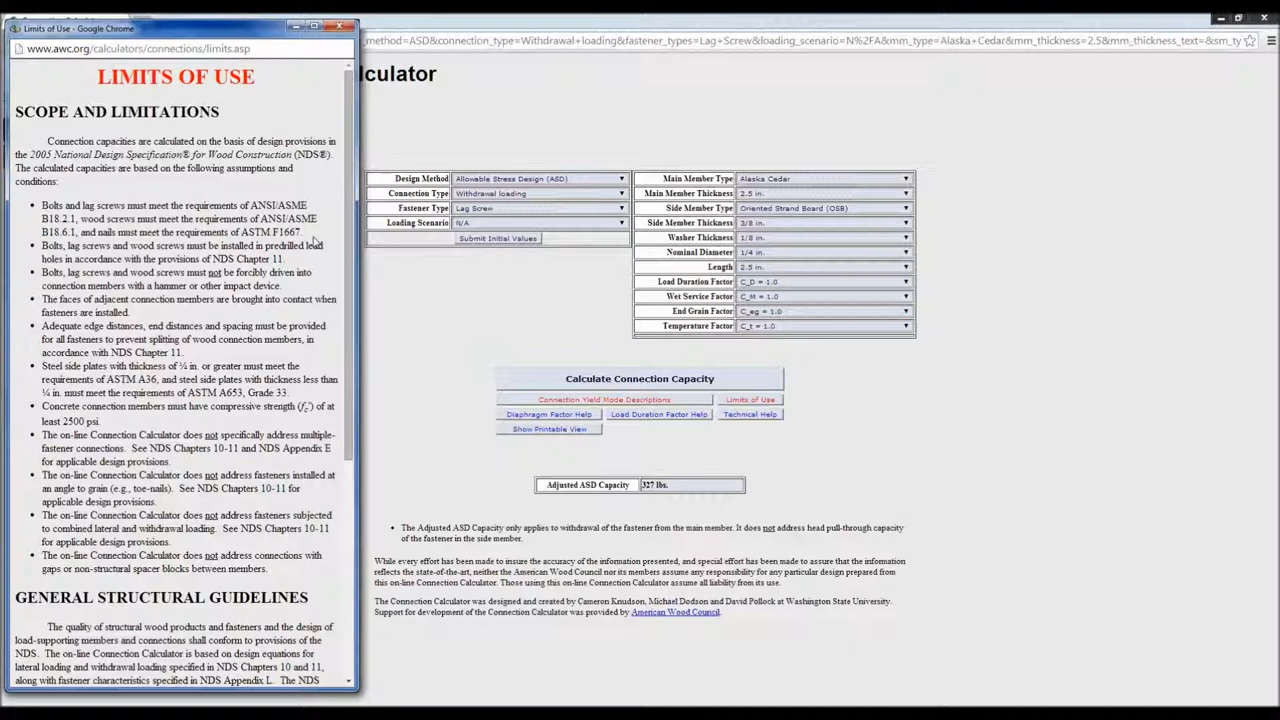 Limits of Use - Google Chrome
www.awc.org/calculators/connections/limits.asp
LIMITS OF USE
SCOPE AND LIMITATIONS
Connection capacities are calculated on the basis of design provisions in
the 2005 National Design Specification® for Wood Construction (NDS®).
The calculated capacities are based on the following assumptions and
conditions:
• Bolts and lag screws must meet the requirements of ANSI/ASME
B18.2.1, wood screws must meet the requirements of ANSI/ASME
B18.6.1, and nails must meet the requirements of ASTM F1667.
• Bolts, lag screws and wood screws must be installed in predrilled lead
holes in accordance with the provisions of NDS Chapter 11.
• Bolts, lag screws and wood screws must not be forcibly driven into
connection members with a hammer or other impact device.
• The faces of adjacent connection members are brought into contact when
fasteners are installed.
• Adequate edge distances, end distances and spacing must be provided
for all fasteners to prevent splitting of wood connection members, in
accordance with NDS Chapter 11.
• Steel side plates with thickness of ¼ in. or greater must meet the
requirements of ASTM A36, and steel side plates with thickness less than
¼ in. must meet the requirements of ASTM A653, Grade 33.
• Concrete connection members must have compressive strength (fc') of at
least 2500 psi.
• The on-line Connection Calculator does not specifically address multiple-
fastener connections. See NDS Chapters 10-11 and NDS Appendix E
for applicable design provisions.
• The on-line Connection Calculator does not address fasteners installed at
an angle to grain (e.g., toe-nails). See NDS Chapters 10-11 for
applicable design provisions.
• The on-line Connection Calculator does not address fasteners subjected
to combined lateral and withdrawal loading. See NDS Chapters 10-11
for applicable design provisions.
• The on-line Connection Calculator does not address connections with
gaps or non-structural spacer blocks between members.
GENERAL STRUCTURAL GUIDELINES
The quality of structural wood products and fasteners and the design of
load-supporting members and connections shall conform to provisions of the
NDS. The on-line Connection Calculator is based on design equations for
lateral loading and withdrawal loading specified in NDS Chapters 10 and 11,
along with fastener characteristics specified in NDS Appendix L. The NDS
_method=ASD&connection_type=Withdrawal+loading&fastener_types=Lag+Screw&loading_scenario=N%2FA&mm_type=Alaska+Cedar&mm_thickness=2.5&mm_thickness_text=&sm_ty
lculator
Design Method Allowable Stress Design (ASD)
Connection Type Withdrawal loading
Fastener Type Lag Screw
Loading Scenario N/A
Submit Initial Values
Main Member Type Alaska Cedar
Main Member Thickness 2.5 in.
Side Member Type Oriented Strand Board (OSB)
Side Member Thickness 3/8 in.
Washer Thickness 1/8 in.
Nominal Diameter 1/4 in.
Length 2.5 in.
Load Duration Factor C_D = 1.0
Wet Service Factor C_M = 1.0
End Grain Factor C_eg = 1.0
Temperature Factor C_t = 1.0
Calculate Connection Capacity
Connection Yield Mode Descriptions Limits of Use
Diaphragm Factor Help Load Duration Factor Help Technical Help
Show Printable View
Adjusted ASD Capacity 327 lbs.
• The Adjusted ASD Capacity only applies to withdrawal of the fastener from the main member. It does not address head pull-through capacity
of the fastener in the side member.
While every effort has been made to insure the accuracy of the information presented, and special effort has been made to assure that the information
reflects the state-of-the-art, neither the American Wood Council nor its members assume any responsibility for any particular design prepared from
this on-line Connection Calculator. Those using this on-line Connection Calculator assume all liability from its use.
The Connection Calculator was designed and created by Cameron Knudson, Michael Dodson and David Pollock at Washington State University.
Support for development of the Connection Calculator was provided by American Wood Council.